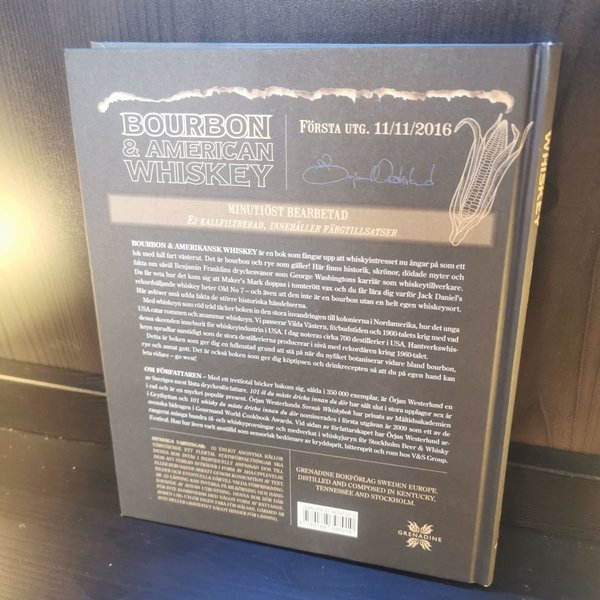 BOURBON
& AMERICAN
WHISKEY
FÖRSTA UTG. 11/11/2016
WHISKEY
MINUTIÖST BEARBETAD
EJ KALLFILTRERAD, INNEHÅLLER FÄRGTILLSATSER
BOURBON & AMERIKANSK WHISKEY är en bok som fångar upp att whiskyintresset nu ångar på som ett
lok med full fart västerut. Det är bourbon och rye som gäller! Här finns historik, skrönor, dödade myter och
fakta om såväl Benjamin Franklins dryckesvanor som George Washingtons karriär som whiskeytillverkare.
Du får veta hur det kom sig att Maker's Mark doppas i tomterött vax och du får lära dig varför Jack Daniel's
rekordsäljande whiskey heter Old No 7 – och även att den inte är en bourbon utan en helt egen whiskeysort.
Här avlöser små udda fakta de större historiska händelserna.
Med whiskeyn som röd tråd täcker boken in den stora invandringen till kolonierna i Nordamerika, hur det unga
USA ratar rommen och anammar whiskeyn. Vi passerar Vilda Västern, förbudstiden och 1900-talets krig med vad
dessa skeenden inneburit för whiskeyindustrin i USA. I dag noteras cirka 700 destillerier i USA. Hantverkswhis-
keyn sprudlar samtidigt som de stora destillerierna producerar i nivå med rekordåren kring 1960-talet.
Detta är boken som ger dig en fullmatad grund att stå på när du nyfiket botaniserar vidare bland bourbon,
rye och annat gott. Det är också boken som ger dig köptipsen och drinkrecepten så att du på egen hand kan
leta vidare – go west!
OM FÖRFATTAREN – Med ett trettiotal böcker bakom sig, sålda i 350 000 exemplar, är Örjan Westerlund en
av Sveriges mest lästa dryckesförfattare. 101 öl du måste dricka innan du dör har sålt slut i stora upplagor sex år
i rad och är en mycket populär present. Örjan Westerlunds Svensk Whiskybok har prisats av Måltidsakademien
i Grythyttan och 101 whisky du måste dricka innan du dör nominerades i första utgåvan år 2009 som ett av de
svenska bidragen i Gourmand World Cookbook Awards. Vid sidan av författarskapet har Örjan Westerlund ar-
rangerat många hundra öl- och whiskyprovningar och medverkat i whiskyjuryn för Stockholm Beer & Whisky
Festival. Han har även varit anställd som sensorisk bedömare av kryddsprit, bittersprit och rom hos V&S Group.
MYNDIGA VARNINGAR: (1) ENLIGT ANONYMA KÄLLOR
GRENADINE BOKFÖRLAG SWEDEN EUROPE.
DISTILLED AND COMPOSED IN KENTUCKY,
TENNESSEE AND STOCKHOLM.
GRENADINE